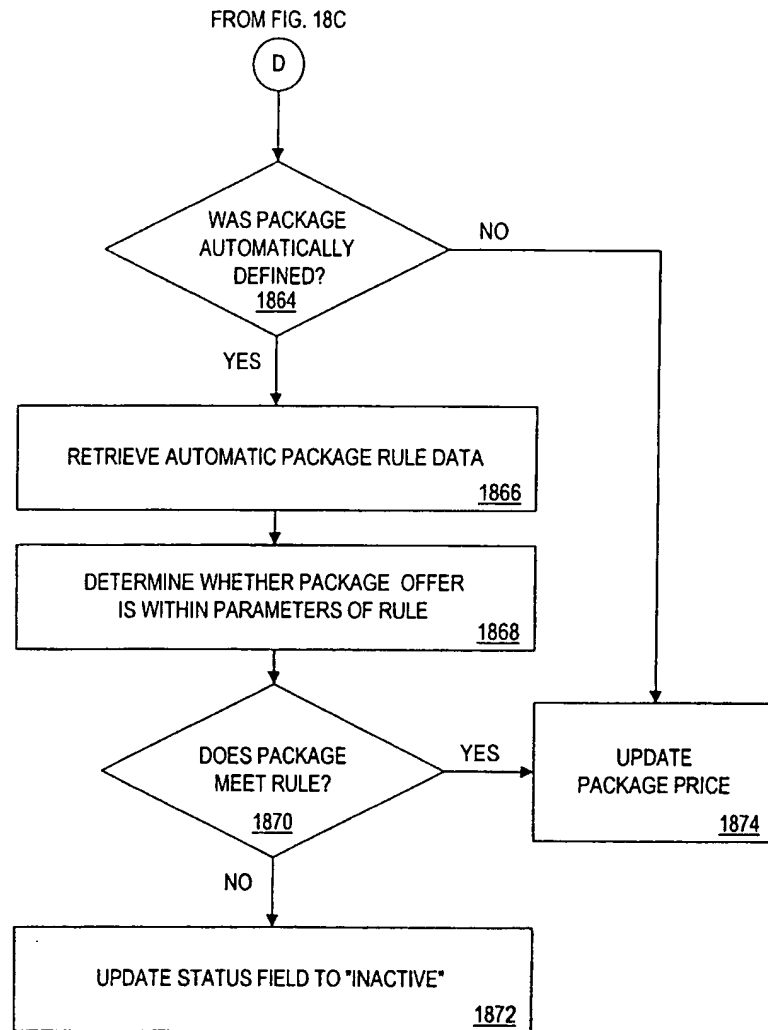 FROM FIG. 18C
D
WAS PACKAGE
AUTOMATICALLY
DEFINED?
1864
NO
YES
RETRIEVE AUTOMATIC PACKAGE RULE DATA
1866
DETERMINE WHETHER PACKAGE OFFER
IS WITHIN PARAMETERS OF RULE
1868
DOES PACKAGE
MEET RULE?
1870
YES
UPDATE
PACKAGE PRICE
1874
NO
UPDATE STATUS FIELD TO "INACTIVE"
1872